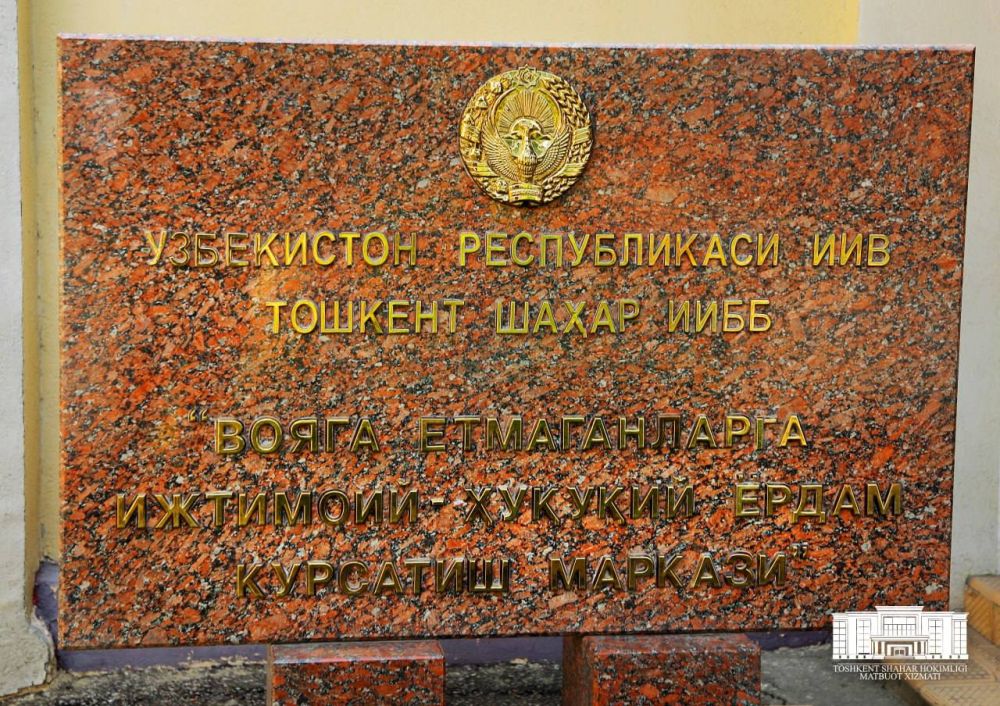 УЗБЕКИСТОН РЕСПУБЛИКАСИ ИИВ
ТОШКЕНТ ШАҲАР ИИББ
“ВОЯГА ЕТМАГАНЛАРГА
ИЖТИМОИЙ - ҲУҚУҚИЙ ЁРДАМ
КУРСАТИШ МАРКАЗИ”
TOSHKENT SHAHAR HOKIMLIGI
MATBUOT XIZMATI